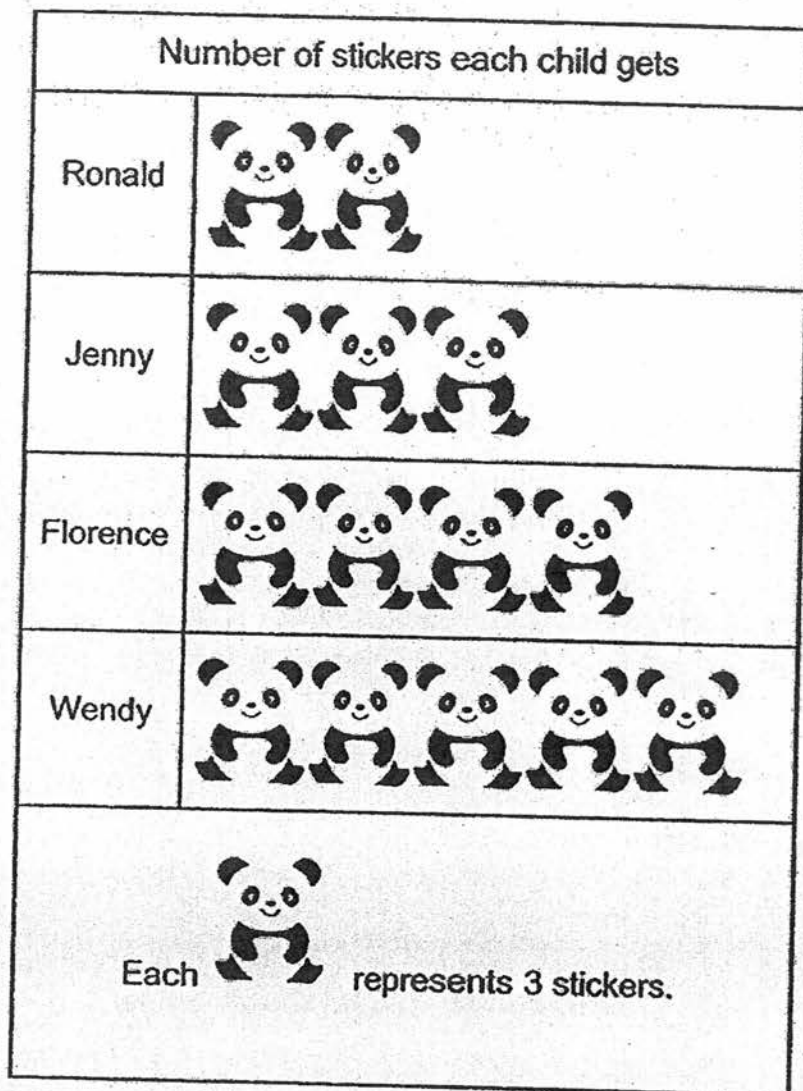 Number of stickers each child gets
Ronald
Jenny
Florence
Wendy
Each represents 3 stickers.